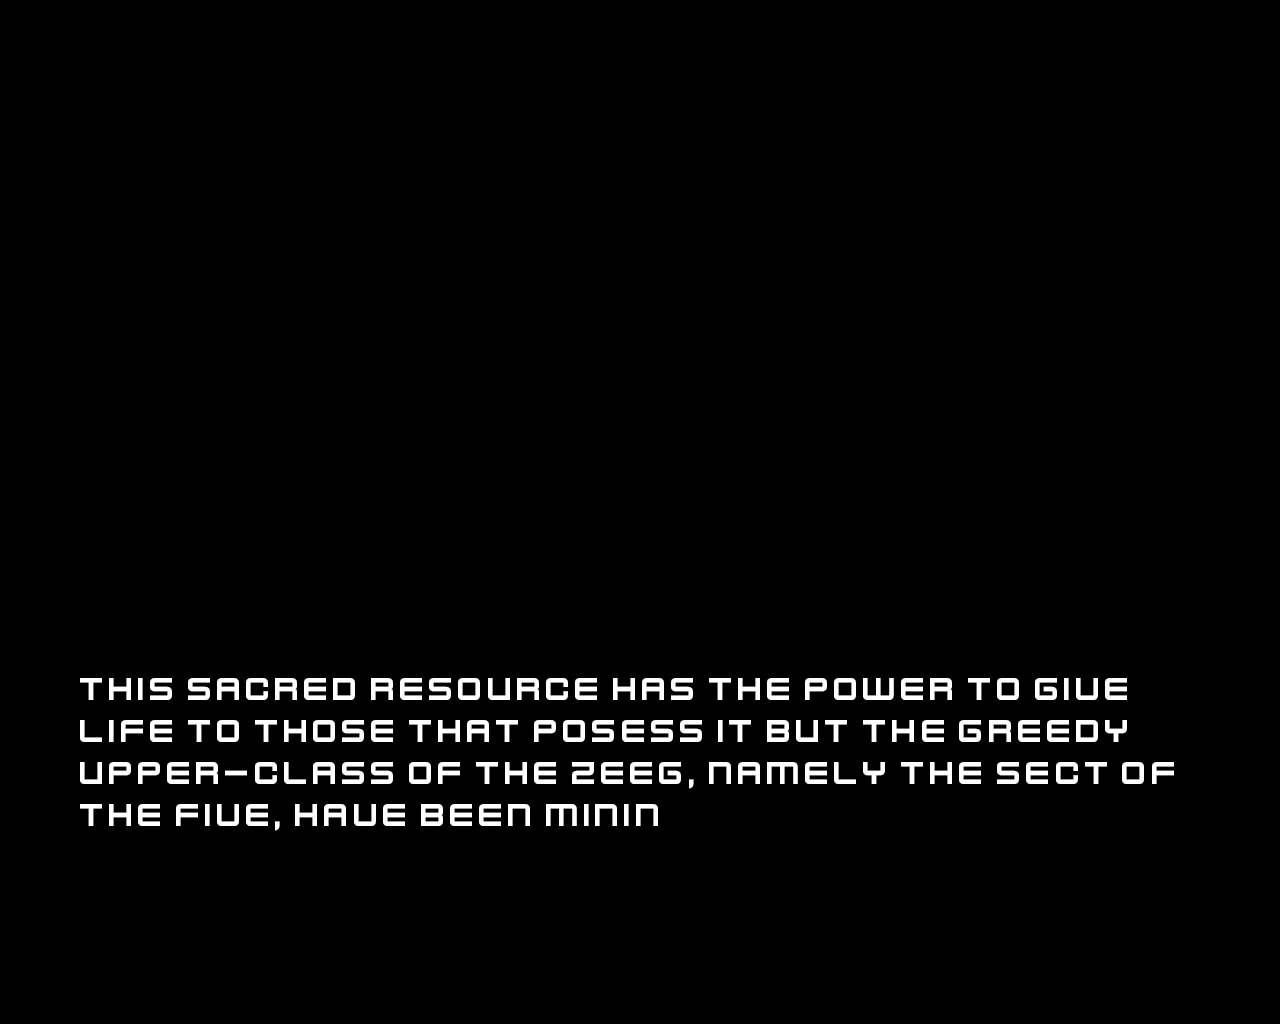 THIS SACRED RESOURCE HAS THE POWER TO GIVE
LIFE TO THOSE THAT POSESS IT BUT THE GREEDY
UPPER-CLASS OF THE ZEEG, NAMELY THE SECT OF
THE FIVE, HAVE BEEN MININ